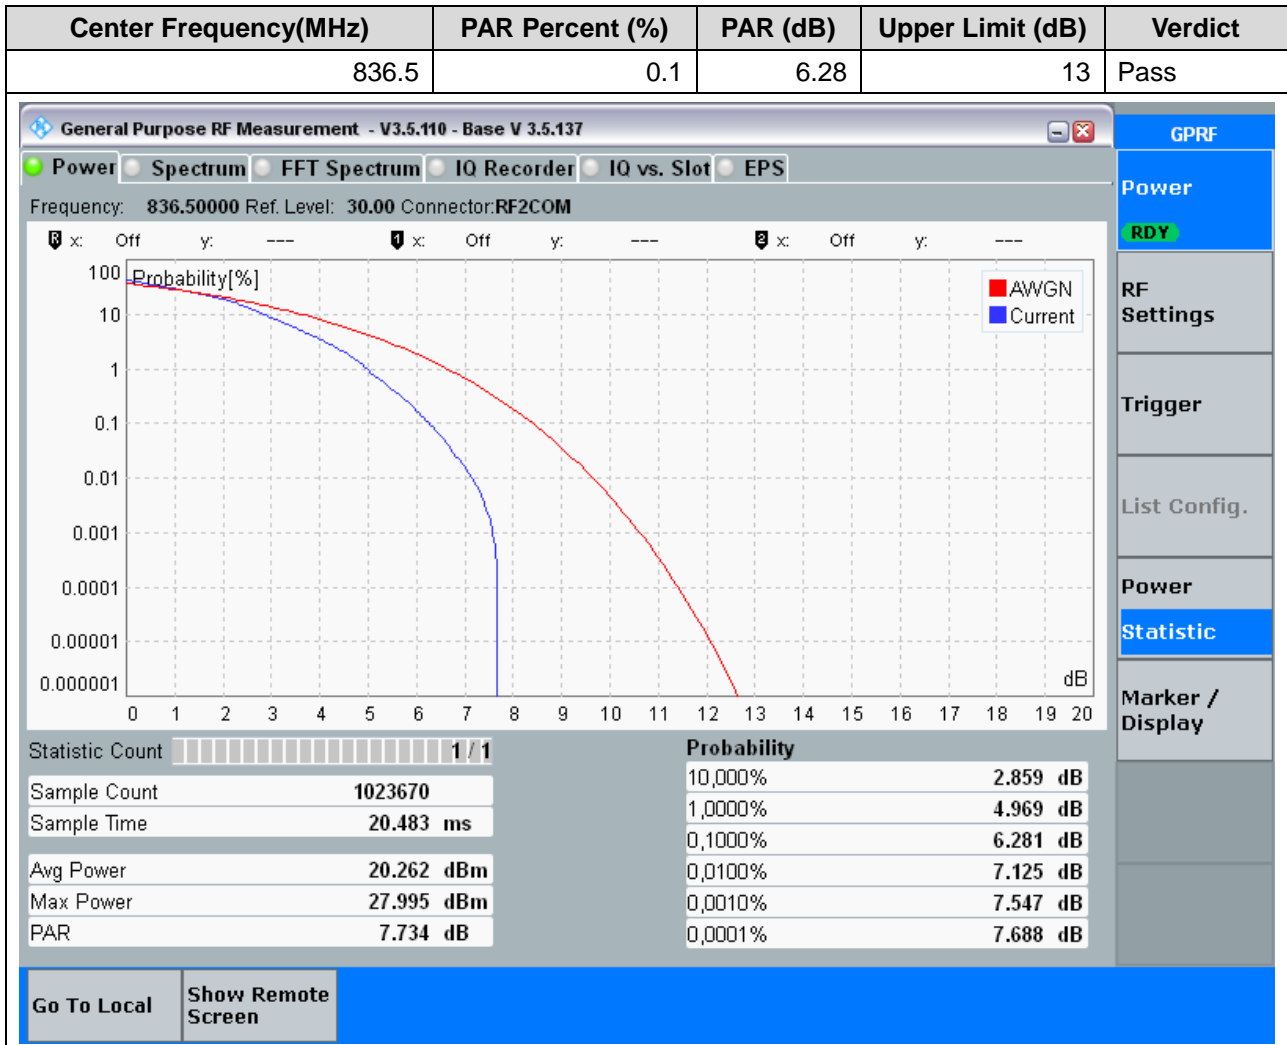 Center Frequency(MHz) PAR Percent (%) PAR (dB) Upper Limit (dB) Verdict
836.5 0.1 6.28 13 Pass
General Purpose RF Measurement - V3.5.110 - Base V 3.5.137
GPRF
Power Spectrum FFT Spectrum IQ Recorder IQ vs. Slot EPS
Power
RDY
Frequency: 836.50000 Ref. Level: 30.00 Connector:RF2COM
R x: Off y: --- 1 x: Off y: --- 2 x: Off y: ---
Probability[%]
AWGN
Current
100
10
1
0.1
0.01
0.001
0.0001
0.00001
0.000001
dB
0 1 2 3 4 5 6 7 8 9 10 11 12 13 14 15 16 17 18 19 20
RF
Settings
Trigger
List Config.
Power
Statistic
Marker /
Display
Statistic Count 1 / 1
Sample Count 1023670
Sample Time 20.483 ms
Avg Power 20.262 dBm
Max Power 27.995 dBm
PAR 7.734 dB
Probability
10,000% 2.859 dB
1,0000% 4.969 dB
0,1000% 6.281 dB
0,0100% 7.125 dB
0,0010% 7.547 dB
0,0001% 7.688 dB
Go To Local
Show Remote
Screen